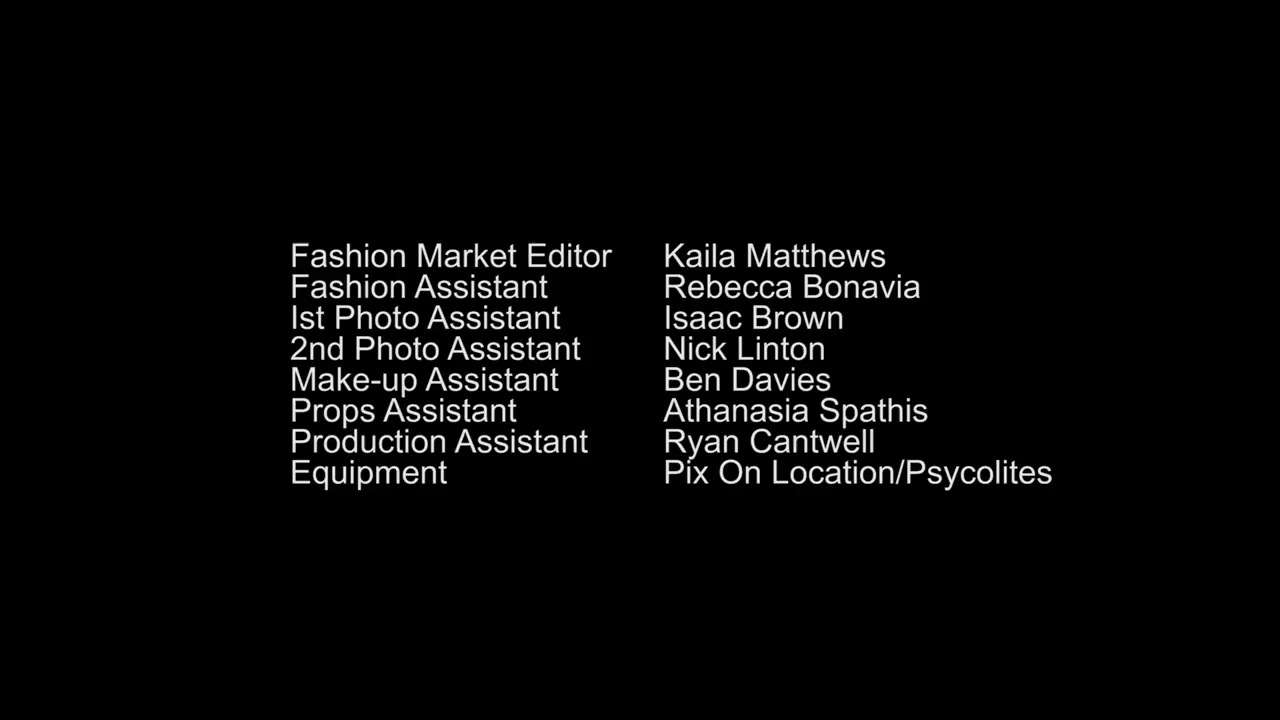 Fashion Market Editor Kaila Matthews
Fashion Assistant Rebecca Bonavia
Ist Photo Assistant Isaac Brown
2nd Photo Assistant Nick Linton
Make-up Assistant Ben Davies
Props Assistant Athanasia Spathis
Production Assistant Ryan Cantwell
Equipment Pix On Location/Psycolites